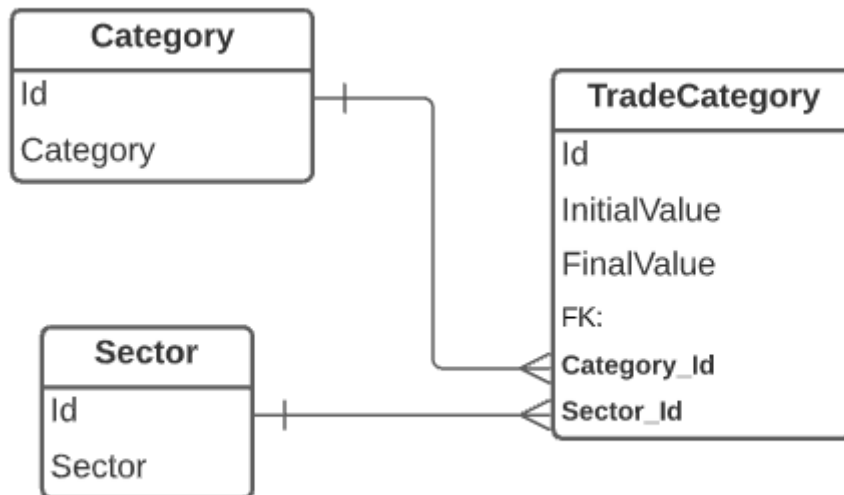 Category
Id
Category
TradeCategory
Id
InitialValue
FinalValue
FK:
Category_Id
Sector_Id
Sector
Id
Sector